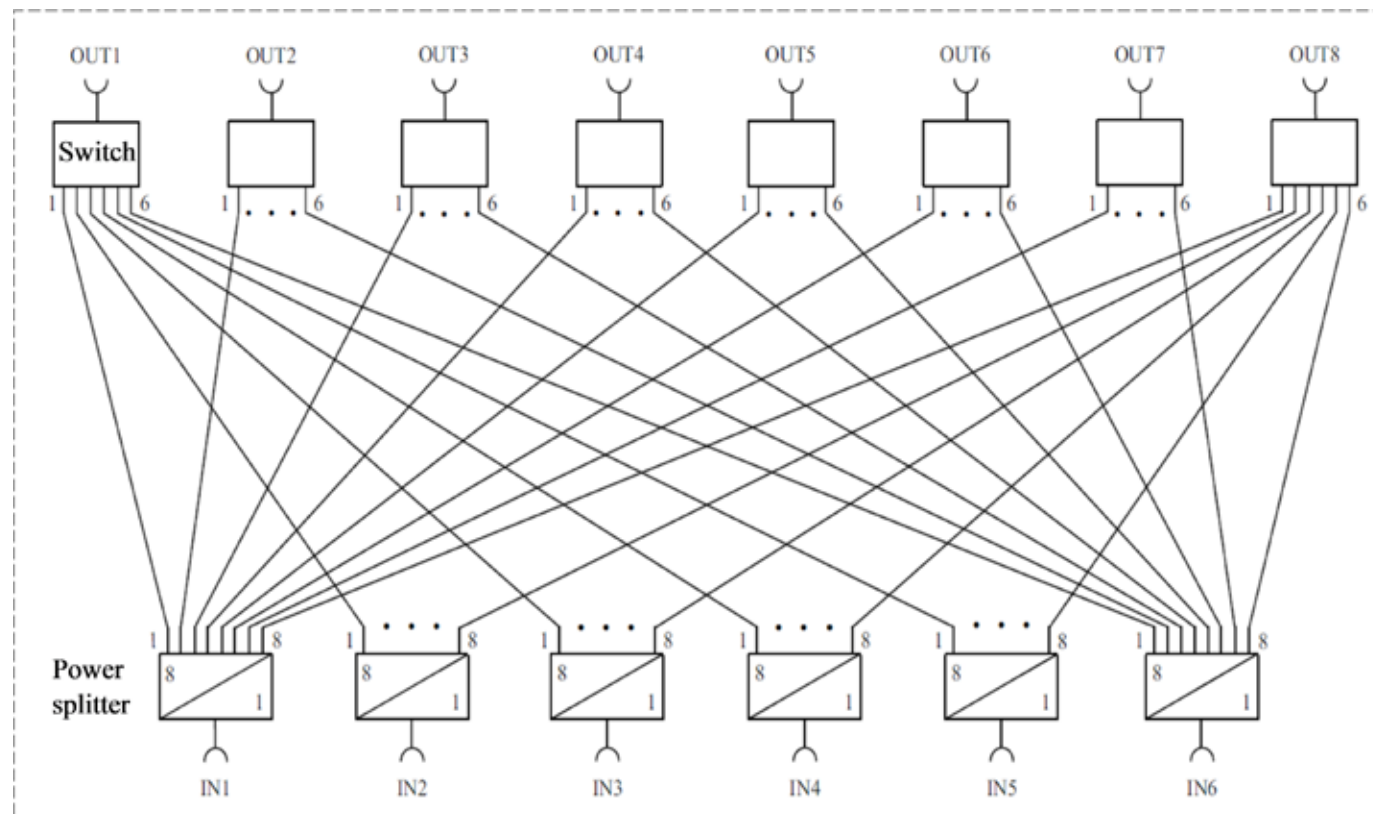 OUT1 OUT2 OUT3 OUT4 OUT5 OUT6 OUT7 OUT8
Switch
1 6 1 6 1 6 1 6 1 6 1 6 1 6 1 6
1 8 1 8 1 8 1 8 1 8 1 8
Power 8 8 8 8 8 8
splitter 1 1 1 1 1 1
IN1 IN2 IN3 IN4 IN5 IN6